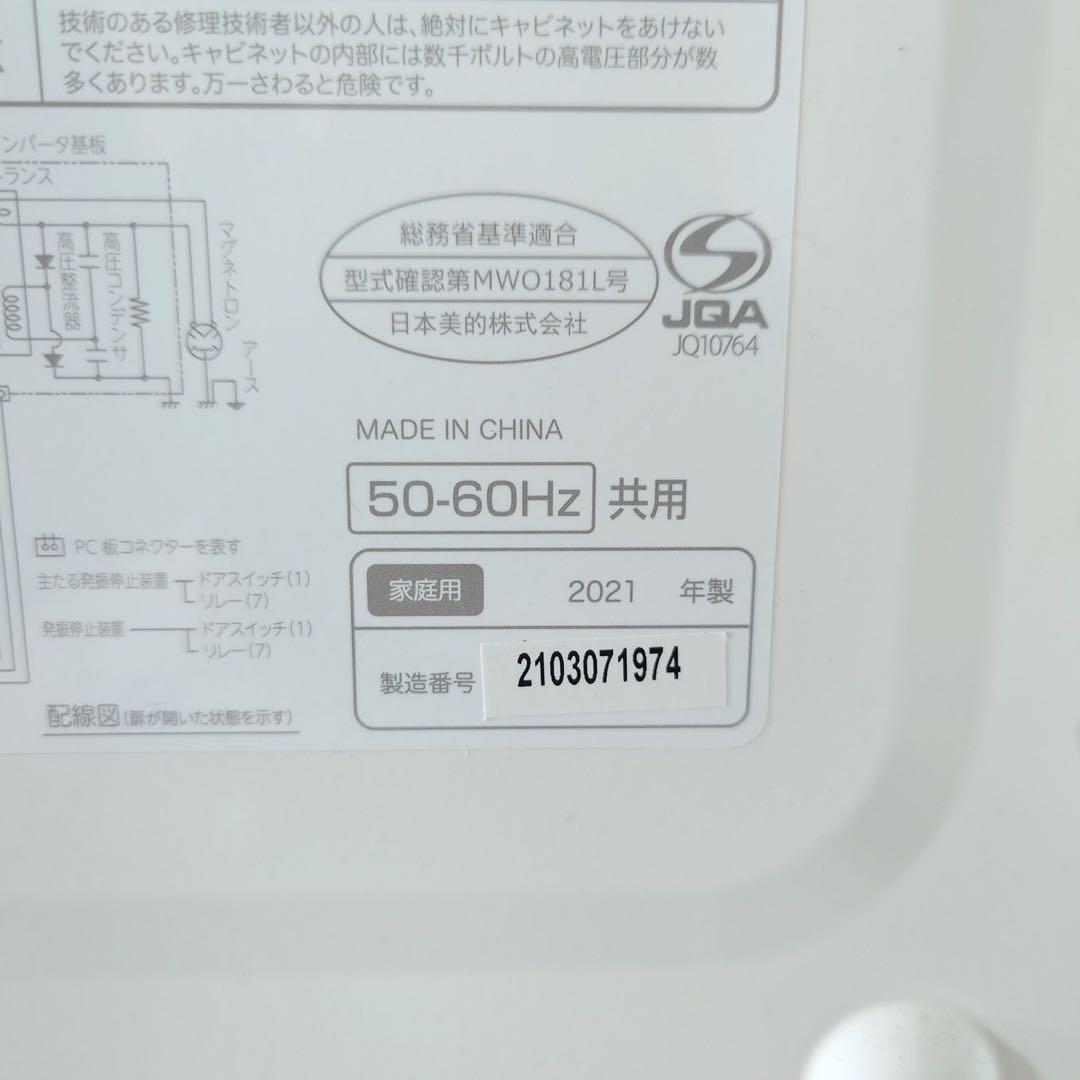 技術のある修理技術者以外の人は、絶対にキャビネットをあけない
でください。キャビネットの内部には数千ボルトの高電圧部分が数
多くあります。万一さわると危険です。
ンバータ基板
トランス
高圧整流器
高圧コンデンサ
マグネトロン
アース
総務省基準適合
型式確認第MWO181L号
日本美的株式会社
JQA
JQ10764
MADE IN CHINA
50-60Hz 共用
PC板コネクターを表す
主たる発振停止装置 ドアスイッチ(1)
リレー(7)
発振停止装置 ドアスイッチ(1)
リレー(7)
配線図(扉が開いた状態を示す)
家庭用 2021 年製
製造番号 2103071974